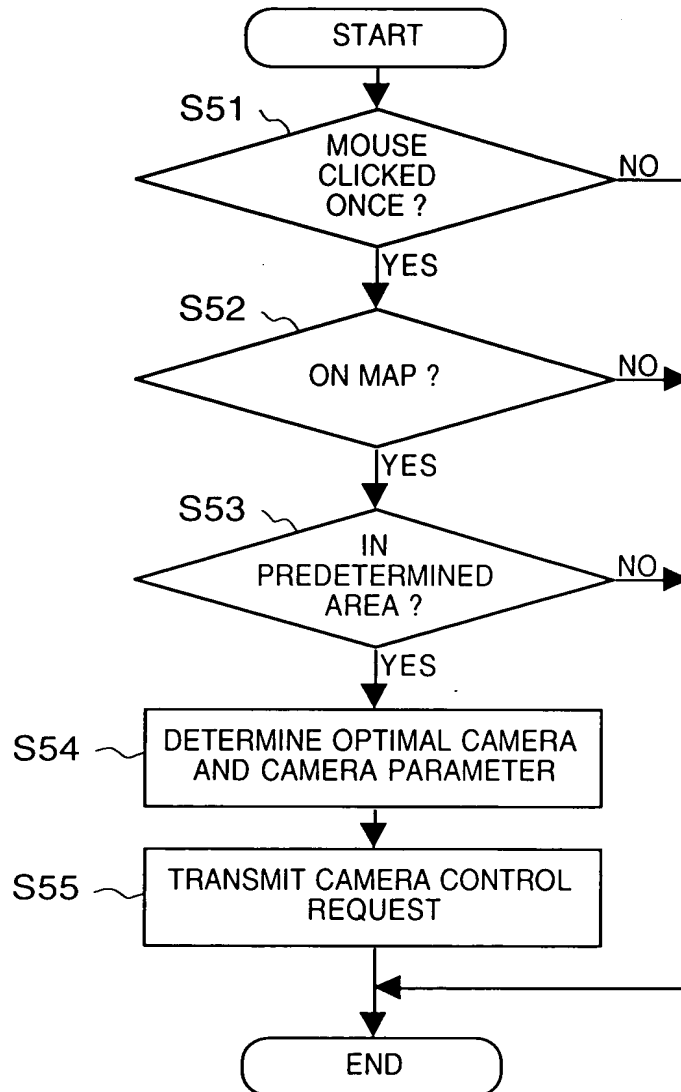 START
S51
MOUSE
CLICKED
ONCE ?
NO
YES
S52
ON MAP ?
NO
YES
S53
IN
PREDETERMINED
AREA ?
NO
YES
S54
DETERMINE OPTIMAL CAMERA
AND CAMERA PARAMETER
S55
TRANSMIT CAMERA CONTROL
REQUEST
END